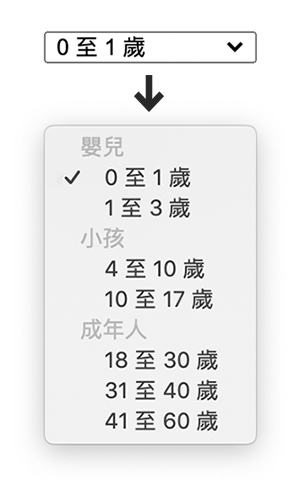 0 至 1 歲
嬰兒
0 至 1 歲
1 至 3 歲
小孩
4 至 10 歲
10 至 17 歲
成年人
18 至 30 歲
31 至 40 歲
41 至 60 歲